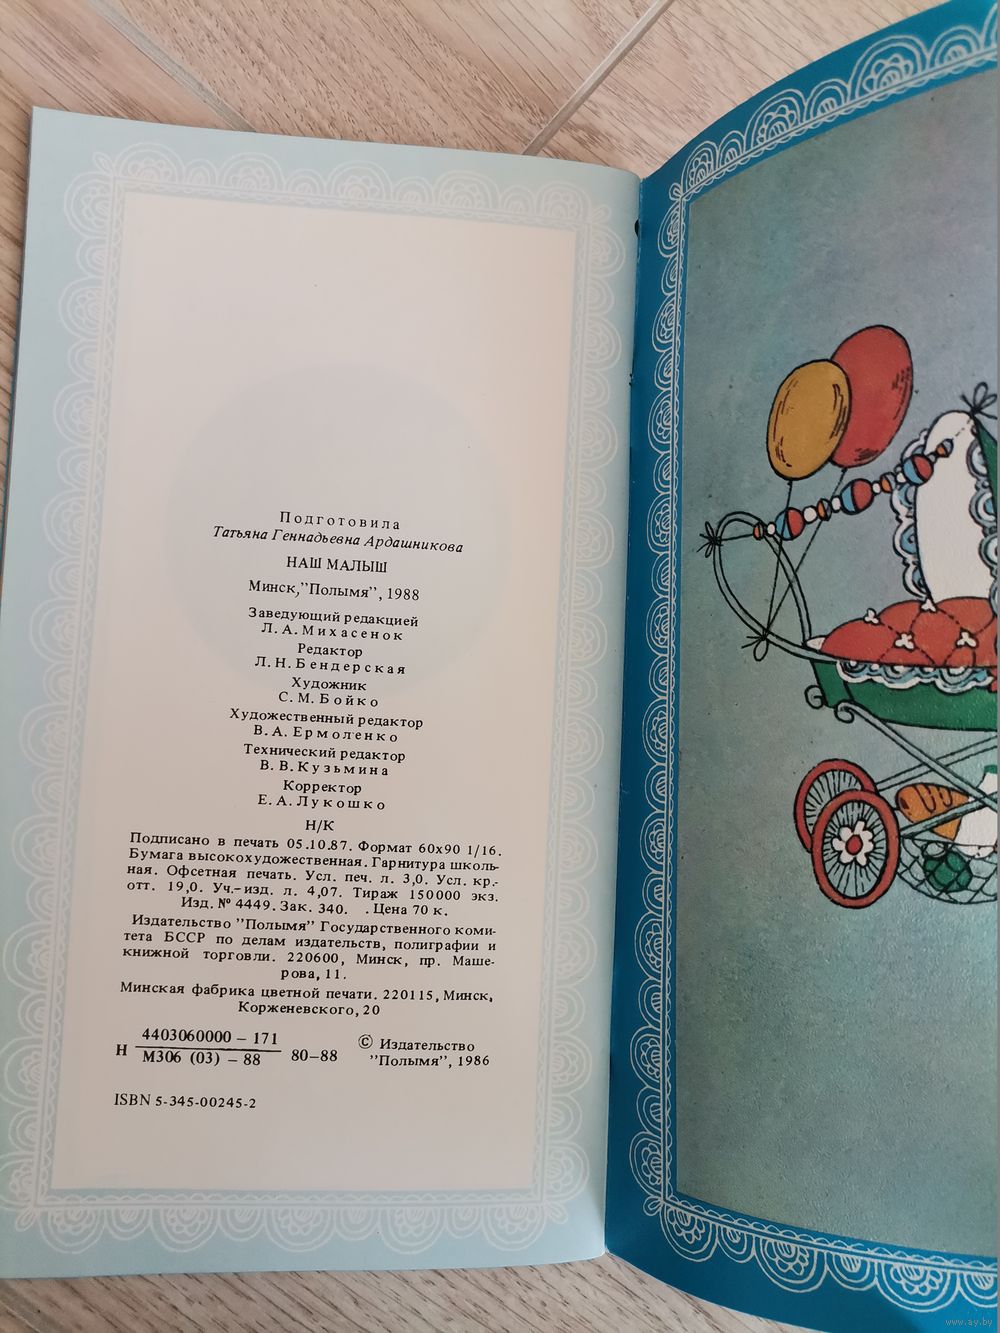 Подготовила
Татьяна Геннадьевна Ардашникова
НАШ МАЛЫШ
Минск, "Полымя", 1988
Заведующий редакцией
Л. А. Михасенок
Редактор
Л. Н. Бендерская
Художник
С. М. Бойко
Художественный редактор
В. А. Ермоленко
Технический редактор
В. В. Кузьмина
Корректор
Е. А. Лукошко
Н/К
Подписано в печать 05.10.87. Формат 60х90 1/16.
Бумага высокохудожественная. Гарнитура школь-
ная. Офсетная печать. Усл. печ. л. 3,0. Усл. кр.-
отт. 19,0. Уч.-изд. л. 4,07. Тираж 150000 экз.
Изд. № 4449. Зак. 340. . Цена 70 к.
Издательство "Полымя" Государственного коми-
тета БССР по делам издательств, полиграфии и
книжной торговли. 220600, Минск, пр. Маше-
рова, 11.
Минская фабрика цветной печати. 220115, Минск,
Корженевского, 20
Н 4403060000 – 171
М306 (03) – 88 80–88
© Издательство
"Полымя", 1986
ISBN 5-345-00245-2
www.ay.by